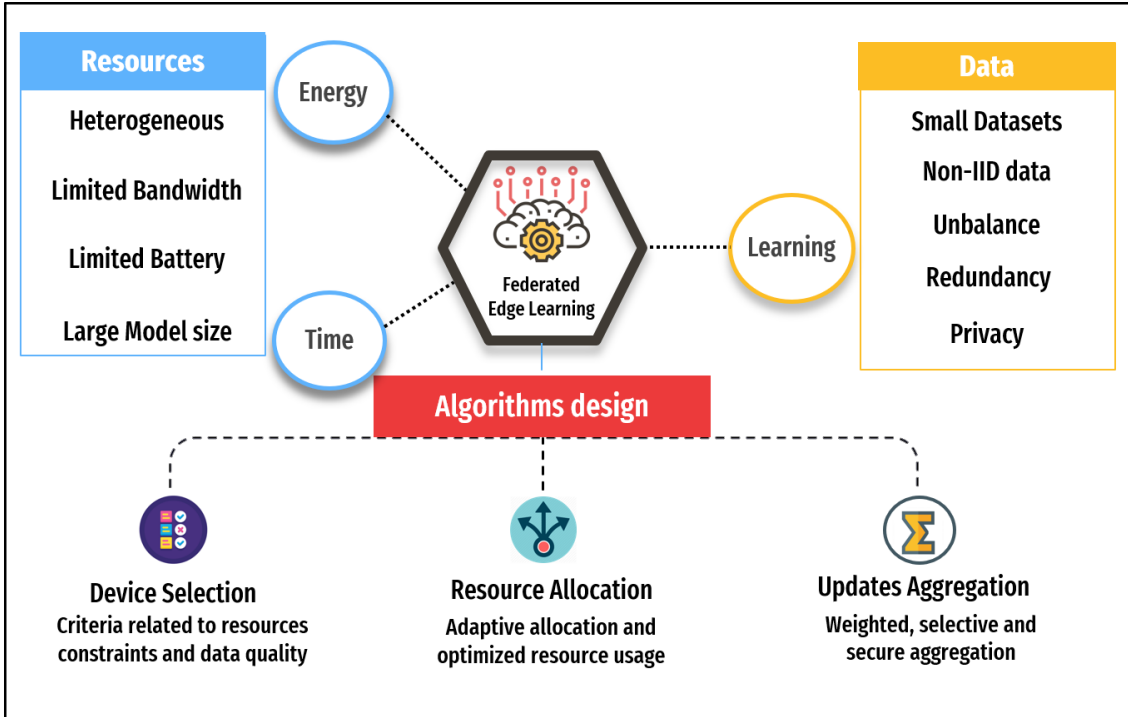 Resources
Heterogeneous
Limited Bandwidth
Limited Battery
Large Model size
Energy
Time
Federated
Edge Learning
Learning
Data
Small Datasets
Non-IID data
Unbalance
Redundancy
Privacy
Algorithms design
Device Selection
Criteria related to resources
constraints and data quality
Resource Allocation
Adaptive allocation and
optimized resource usage
Updates Aggregation
Weighted, selective and
secure aggregation